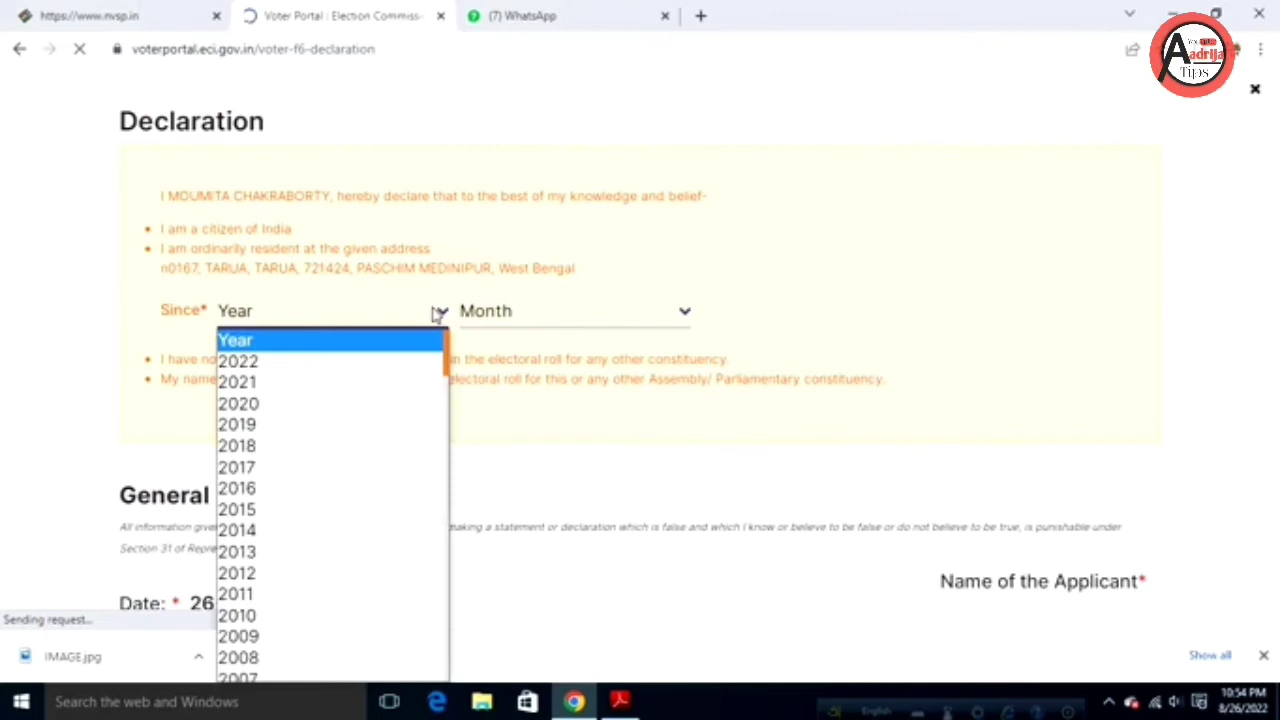 https://www.nvsp.in
Voter Portal : Election Commiss
(7) WhatsApp
voterportal.eci.gov.in/voter-f6-declaration
YouTube
Aadrija
Tips
Declaration
I MOUMITA CHAKRABORTY, hereby declare that to the best of my knowledge and belief-
I am a citizen of India
I am ordinarily resident at the given address
n0167, TARUA, TARUA, 721424, PASCHIM MEDINIPUR, West Bengal
Since* Year Month
Year
I have no in the electoral roll for any other constituency.
2022
My name electoral roll for this or any other Assembly/ Parliamentary constituency.
2021
2020
2019
2018
2017
2016
General
2015
All information give making a statement or declaration which is false and which I know or believe to be false or do not believe to be true, is punishable under
2014
Section 31 of Repre
2013
2012
Name of the Applicant*
2011
Date: * 26
2010
Sending request...
2009
2008
IMAGE.jpg
Show all
2007
Search the web and Windows
English
10:54 PM
8/26/2022